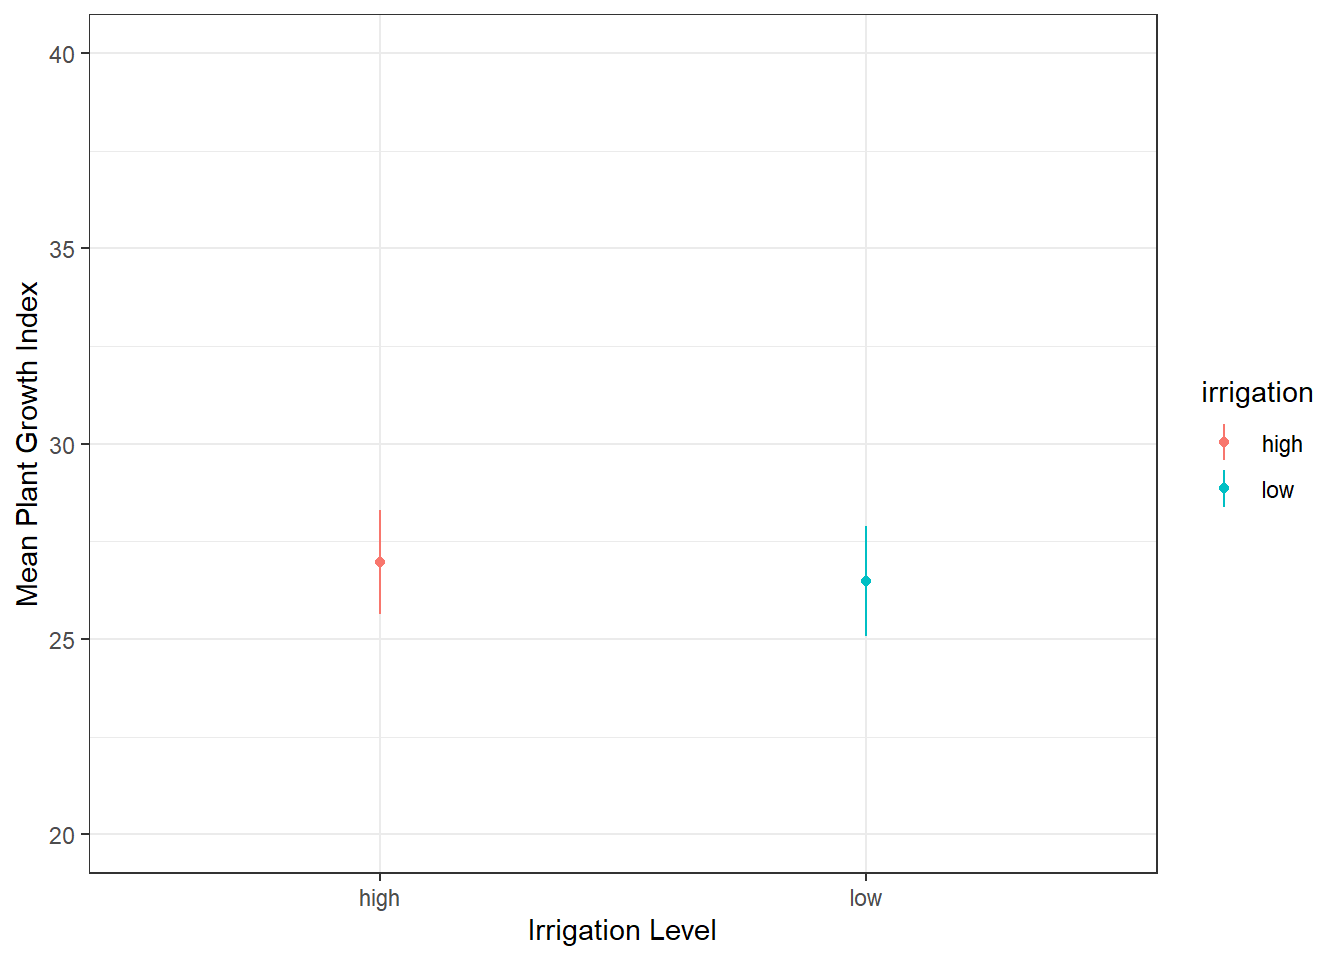 Mean Plant Growth Index
40
35
30
25
20
high
low
Irrigation Level
irrigation
high
low